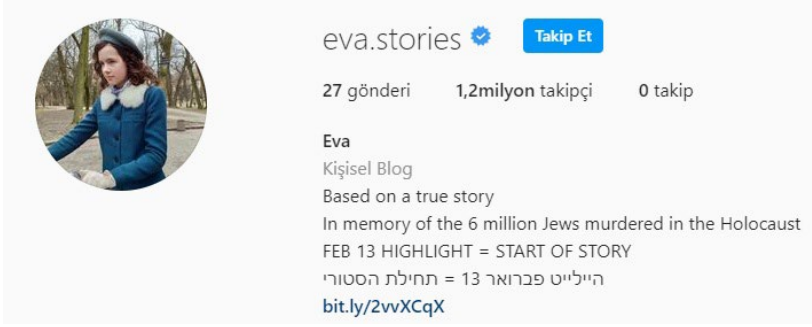 eva.stories Takip Et
27 gönderi 1,2milyon takipçi 0 takip
Eva
Kişisel Blog
Based on a true story
In memory of the 6 million Jews murdered in the Holocaust
FEB 13 HIGHLIGHT = START OF STORY
היילייט פברואר 13 = תחילת הסטורי
bit.ly/2vvXCqX